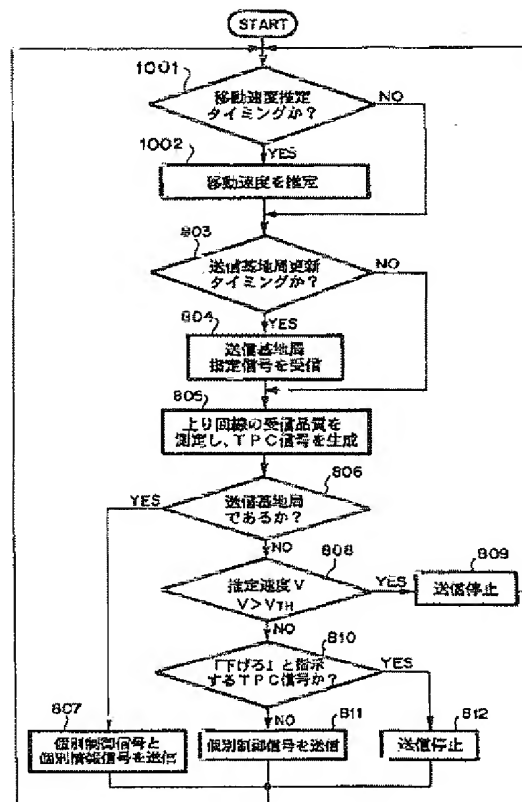 START
1001
移動速度推定
タイミングか？
NO
YES
1002
移動速度を推定
803
送信基地局更新
タイミングか？
NO
YES
804
送信基地局
指定信号を受信
805
上り回線の受信品質を
測定し、TPC信号を生成
806
送信基地局
であるか？
YES
NO
808
推定速度V
V>VTH
YES
809
送信停止
NO
810
「下げろ」と指示
するTPC信号か？
YES
NO
807
個別制御信号と
個別情報信号を送信
811
個別制御信号を送信
812
送信停止